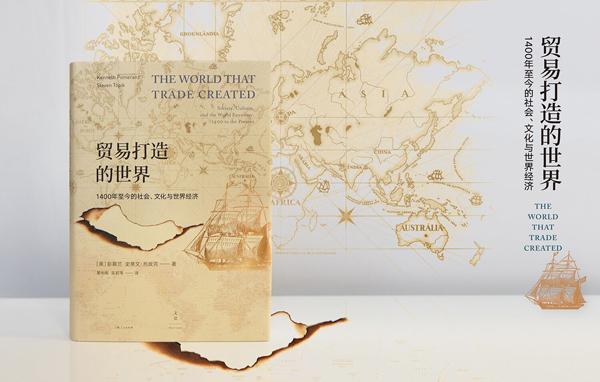 Kenneth Pomeranz
Steven Topik
THE WORLD THAT
TRADE CREATED
Society, Culture,
and the World Economy,
1400 to the Present
贸易打造
的世界
1400年至今的社会、文化与世界经济
[美] 彭慕兰 史蒂文·托皮克 —— 著
ASIA
CHINA
AFRICA
AUSTRALIA
贸易打造的世界
1400年至今的社会、文化与世界经济
THE
WORLD
THAT
TRADE
CREATED